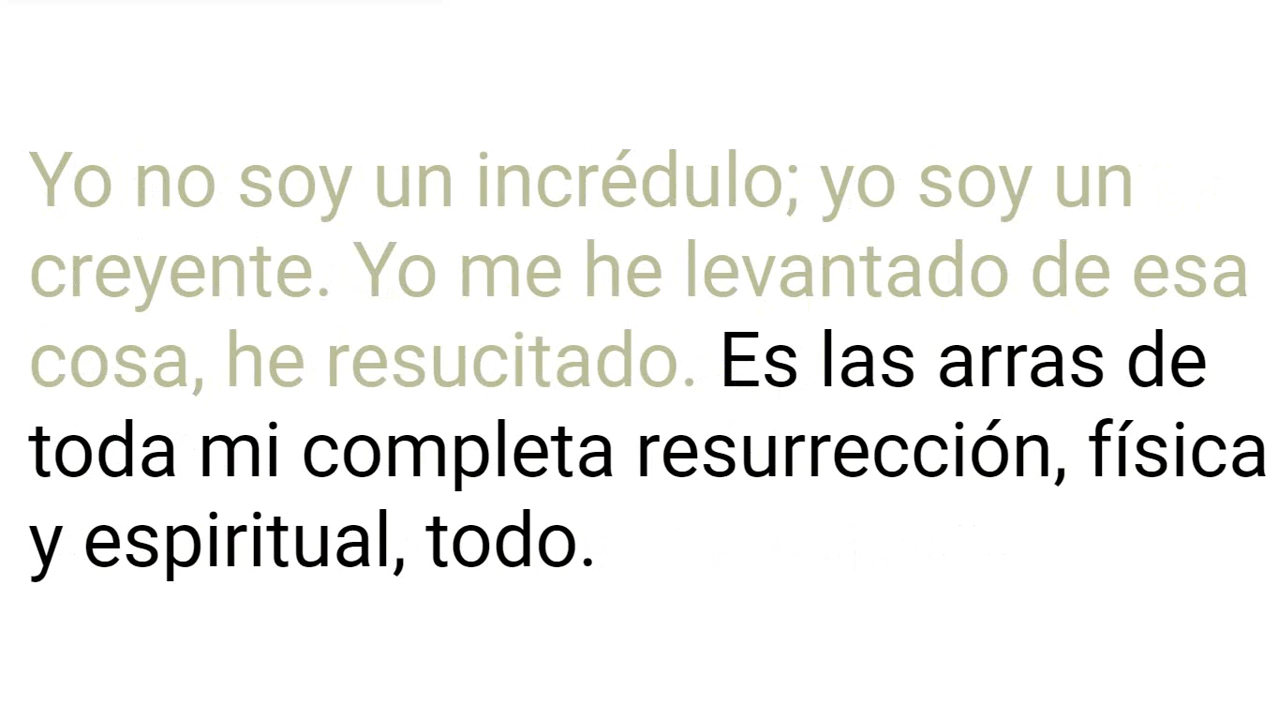 Yo no soy un incrédulo; yo soy un
creyente. Yo me he levantado de esa
cosa, he resucitado. Es las arras de
toda mi completa resurrección, física
y espiritual, todo.